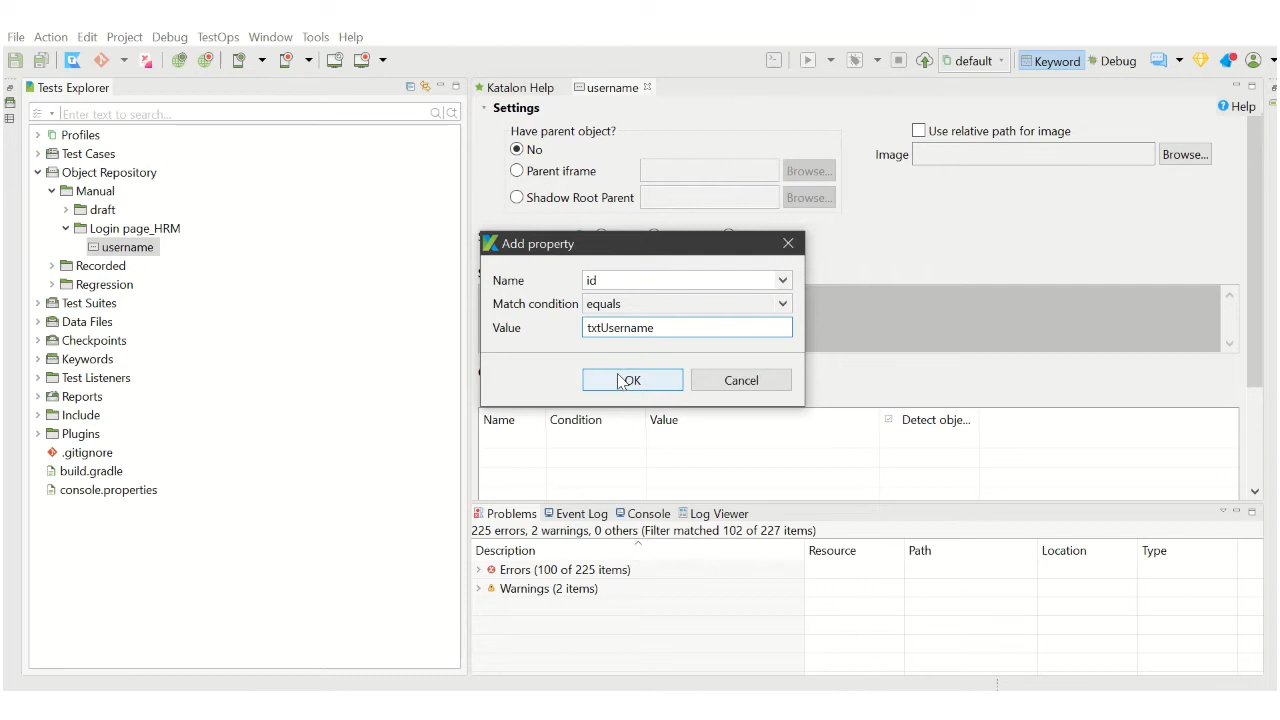 File Action Edit Project Debug TestOps Window Help
default Keyword Debug
Tests Explorer
Katalon Help username
Enter text to search...
Settings
Help
Profiles
Test Cases
Object Repository
Manual
draft
Login page_HRM
username
Recorded
Regression
Test Suites
Data Files
Checkpoints
Keywords
Test Listeners
Reports
Include
Plugins
.gitignore
build.gradle
console.properties
Have parent object?
No
Parent iframe Browse...
Shadow Root Parent Browse...
Use relative path for image
Image Browse...
Add property
Name id
Match condition equals
Value txtUsername
OK Cancel
Name Condition Value Detect obje...
Problems Event Log Console Log Viewer
225 errors, 2 warnings, 0 others (Filter matched 102 of 227 items)
Description Resource Path Location Type
Errors (100 of 225 items)
Warnings (2 items)